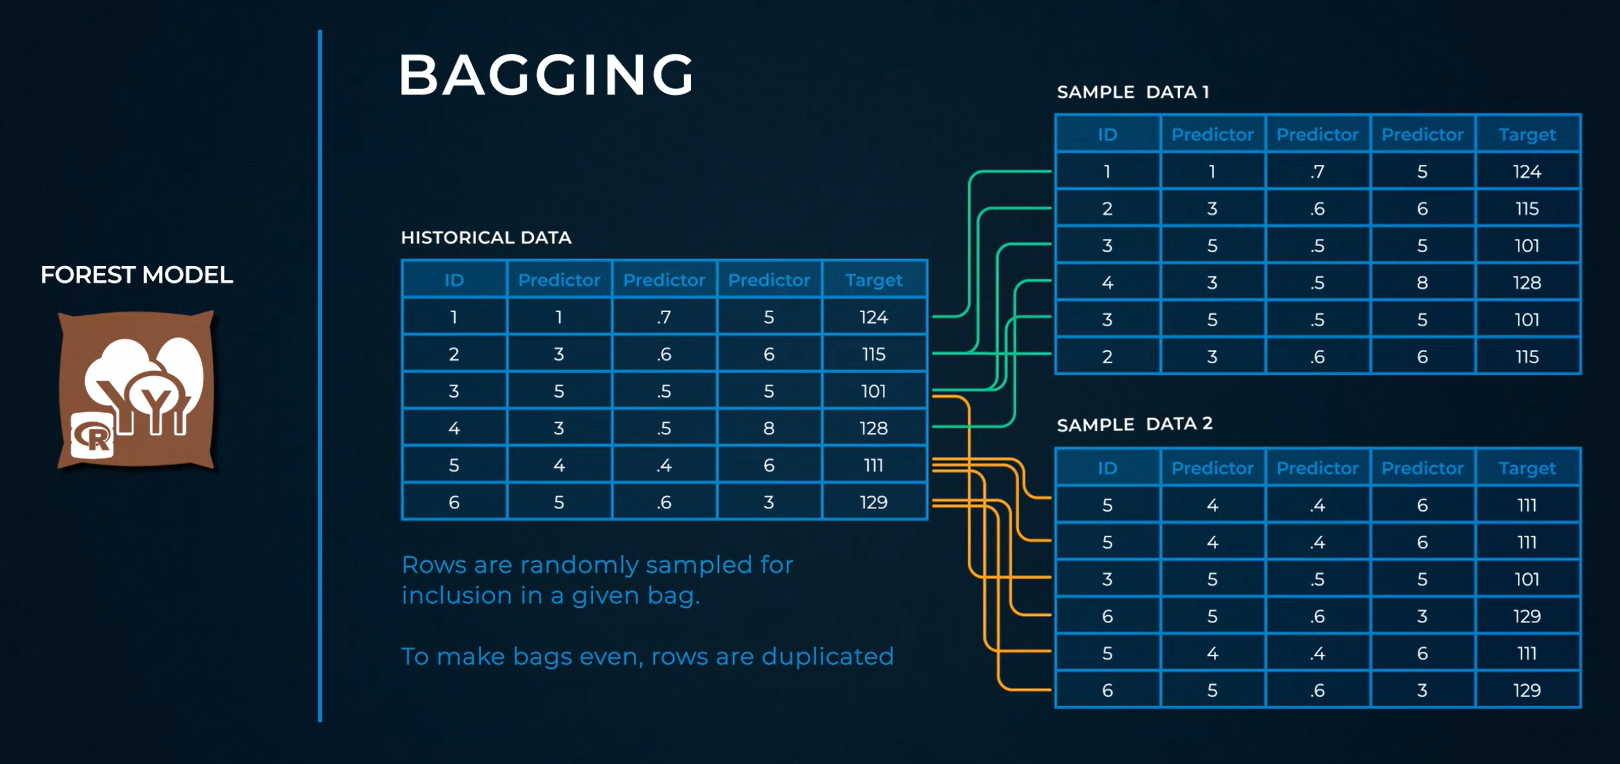 BAGGING
FOREST MODEL
R
HISTORICAL DATA
ID Predictor Predictor Predictor Target
1 1 .7 5 124
2 3 .6 6 115
3 5 .5 5 101
4 3 .5 8 128
5 4 .4 6 111
6 5 .6 3 129
Rows are randomly sampled for
inclusion in a given bag.
To make bags even, rows are duplicated
SAMPLE DATA 1
ID Predictor Predictor Predictor Target
1 1 .7 5 124
2 3 .6 6 115
3 5 .5 5 101
4 3 .5 8 128
3 5 .5 5 101
2 3 .6 6 115
SAMPLE DATA 2
ID Predictor Predictor Predictor Target
5 4 .4 6 111
5 4 .4 6 111
3 5 .5 5 101
6 5 .6 3 129
5 4 .4 6 111
6 5 .6 3 129